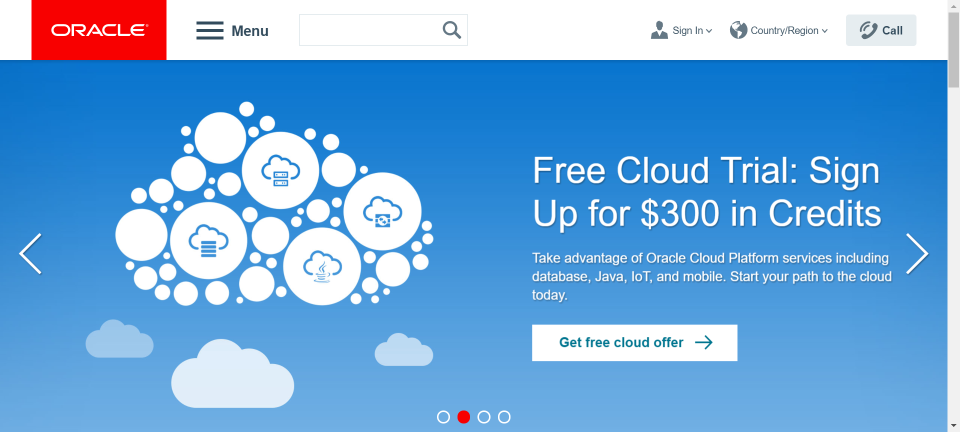 ORACLE
Menu
Sign In
Country/Region
Call
Free Cloud Trial: Sign
Up for $300 in Credits
Take advantage of Oracle Cloud Platform services including
database, Java, IoT, and mobile. Start your path to the cloud
today.
Get free cloud offer